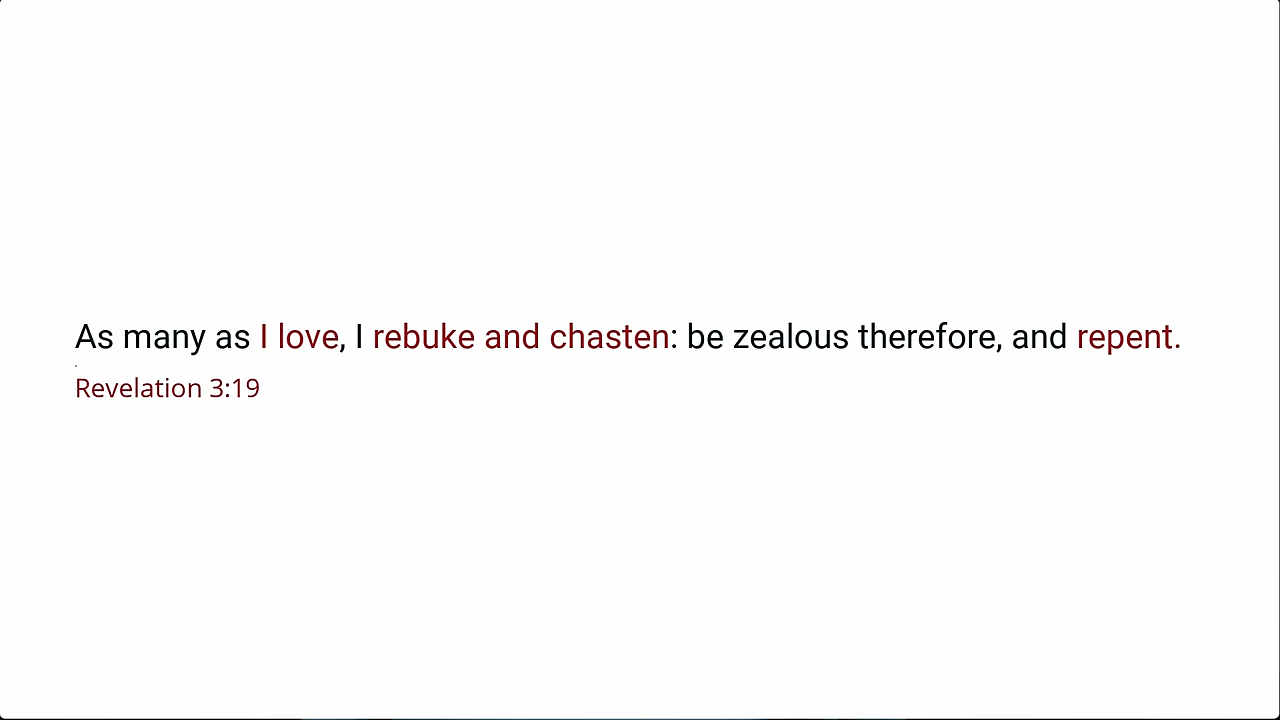 As many as I love, I rebuke and chasten: be zealous therefore, and repent.
Revelation 3:19